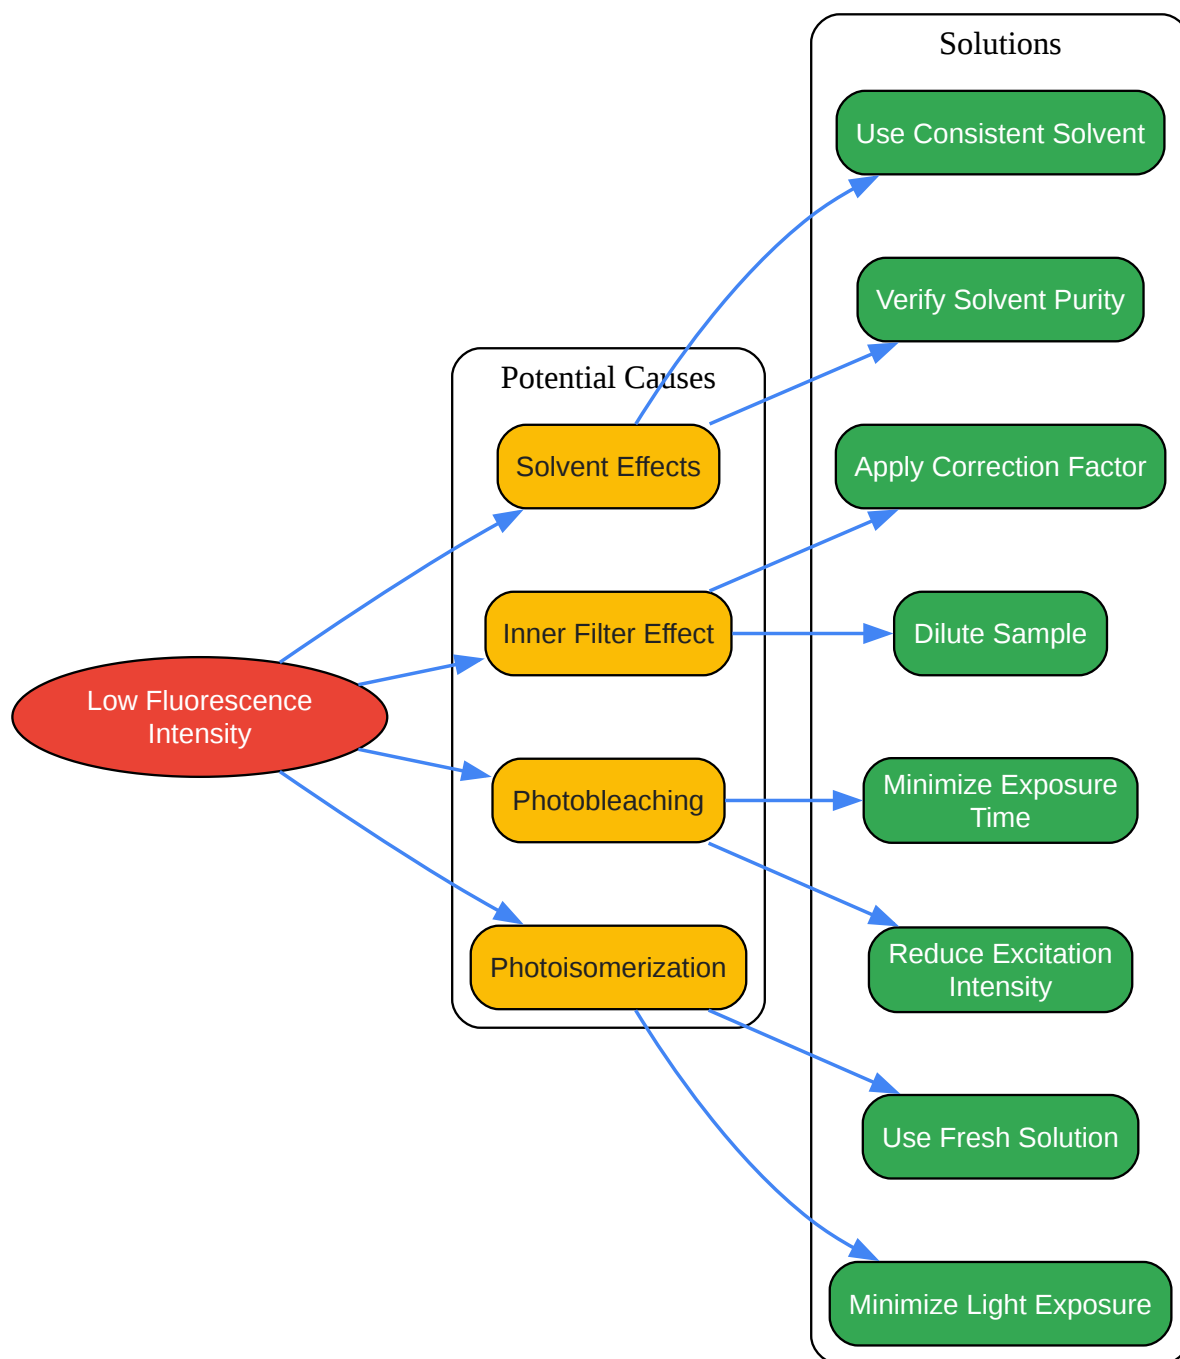 Solutions
Use Consistent Solvent
Verify Solvent Purity
Potential Causes
Solvent Effects
Apply Correction Factor
Inner Filter Effect
Dilute Sample
Low Fluorescence
Intensity
Photobleaching
Minimize Exposure
Time
Photoisomerization
Reduce Excitation
Intensity
Use Fresh Solution
Minimize Light Exposure